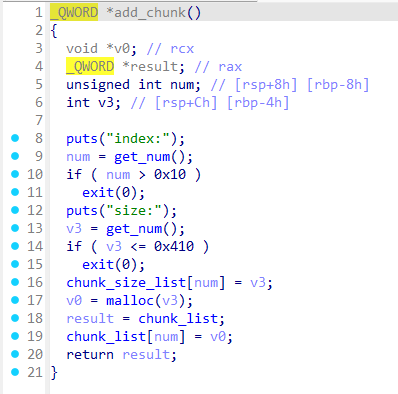 1 _QWORD *add_chunk()
2 {
3 void *v0; // rcx
4 _QWORD *result; // rax
5 unsigned int num; // [rsp+8h] [rbp-8h]
6 int v3; // [rsp+Ch] [rbp-4h]
7
8 puts("index:");
9 num = get_num();
10 if ( num > 0x10 )
11 exit(0);
12 puts("size:");
13 v3 = get_num();
14 if ( v3 <= 0x410 )
15 exit(0);
16 chunk_size_list[num] = v3;
17 v0 = malloc(v3);
18 result = chunk_list;
19 chunk_list[num] = v0;
20 return result;
21 }